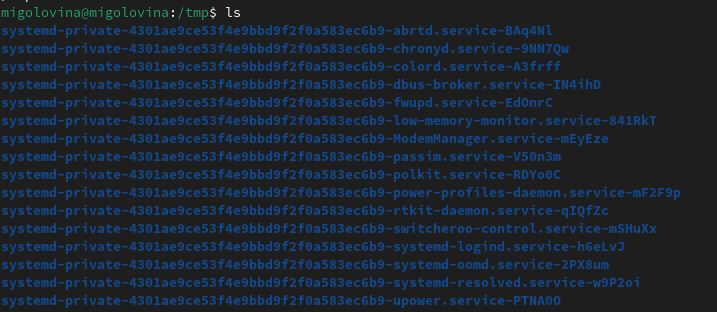 migolovina@migolovina:/tmp$ ls
systemd-private-4301ae9ce53f4e9bbd9f2f0a583ec6b9-abrtd.service-BAq4Nl
systemd-private-4301ae9ce53f4e9bbd9f2f0a583ec6b9-chronyd.service-9NN7Qw
systemd-private-4301ae9ce53f4e9bbd9f2f0a583ec6b9-colord.service-A3frff
systemd-private-4301ae9ce53f4e9bbd9f2f0a583ec6b9-dbus-broker.service-IN4ihD
systemd-private-4301ae9ce53f4e9bbd9f2f0a583ec6b9-fwupd.service-EdOnrC
systemd-private-4301ae9ce53f4e9bbd9f2f0a583ec6b9-low-memory-monitor.service-841RkT
systemd-private-4301ae9ce53f4e9bbd9f2f0a583ec6b9-ModemManager.service-mEyEze
systemd-private-4301ae9ce53f4e9bbd9f2f0a583ec6b9-passim.service-V50n3m
systemd-private-4301ae9ce53f4e9bbd9f2f0a583ec6b9-polkit.service-RDYo0C
systemd-private-4301ae9ce53f4e9bbd9f2f0a583ec6b9-power-profiles-daemon.service-mF2F9p
systemd-private-4301ae9ce53f4e9bbd9f2f0a583ec6b9-rtkit-daemon.service-qIQfZc
systemd-private-4301ae9ce53f4e9bbd9f2f0a583ec6b9-switcheroo-control.service-mSHuXx
systemd-private-4301ae9ce53f4e9bbd9f2f0a583ec6b9-systemd-logind.service-h6eLvJ
systemd-private-4301ae9ce53f4e9bbd9f2f0a583ec6b9-systemd-oomd.service-2PX8um
systemd-private-4301ae9ce53f4e9bbd9f2f0a583ec6b9-systemd-resolved.service-w9P2oi
systemd-private-4301ae9ce53f4e9bbd9f2f0a583ec6b9-upower.service-PTNA0O